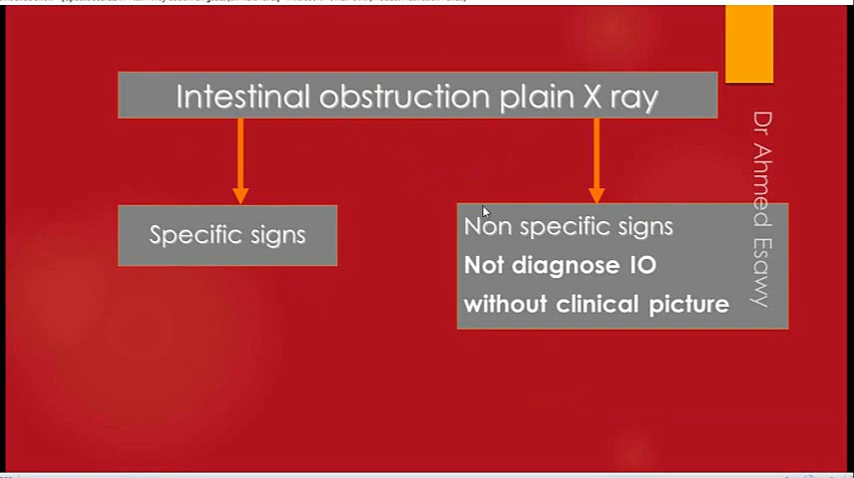 Intestinal obstruction plain X ray
Specific signs
Non specific signs
Not diagnose IO
without clinical picture
Dr Ahmed Esawy